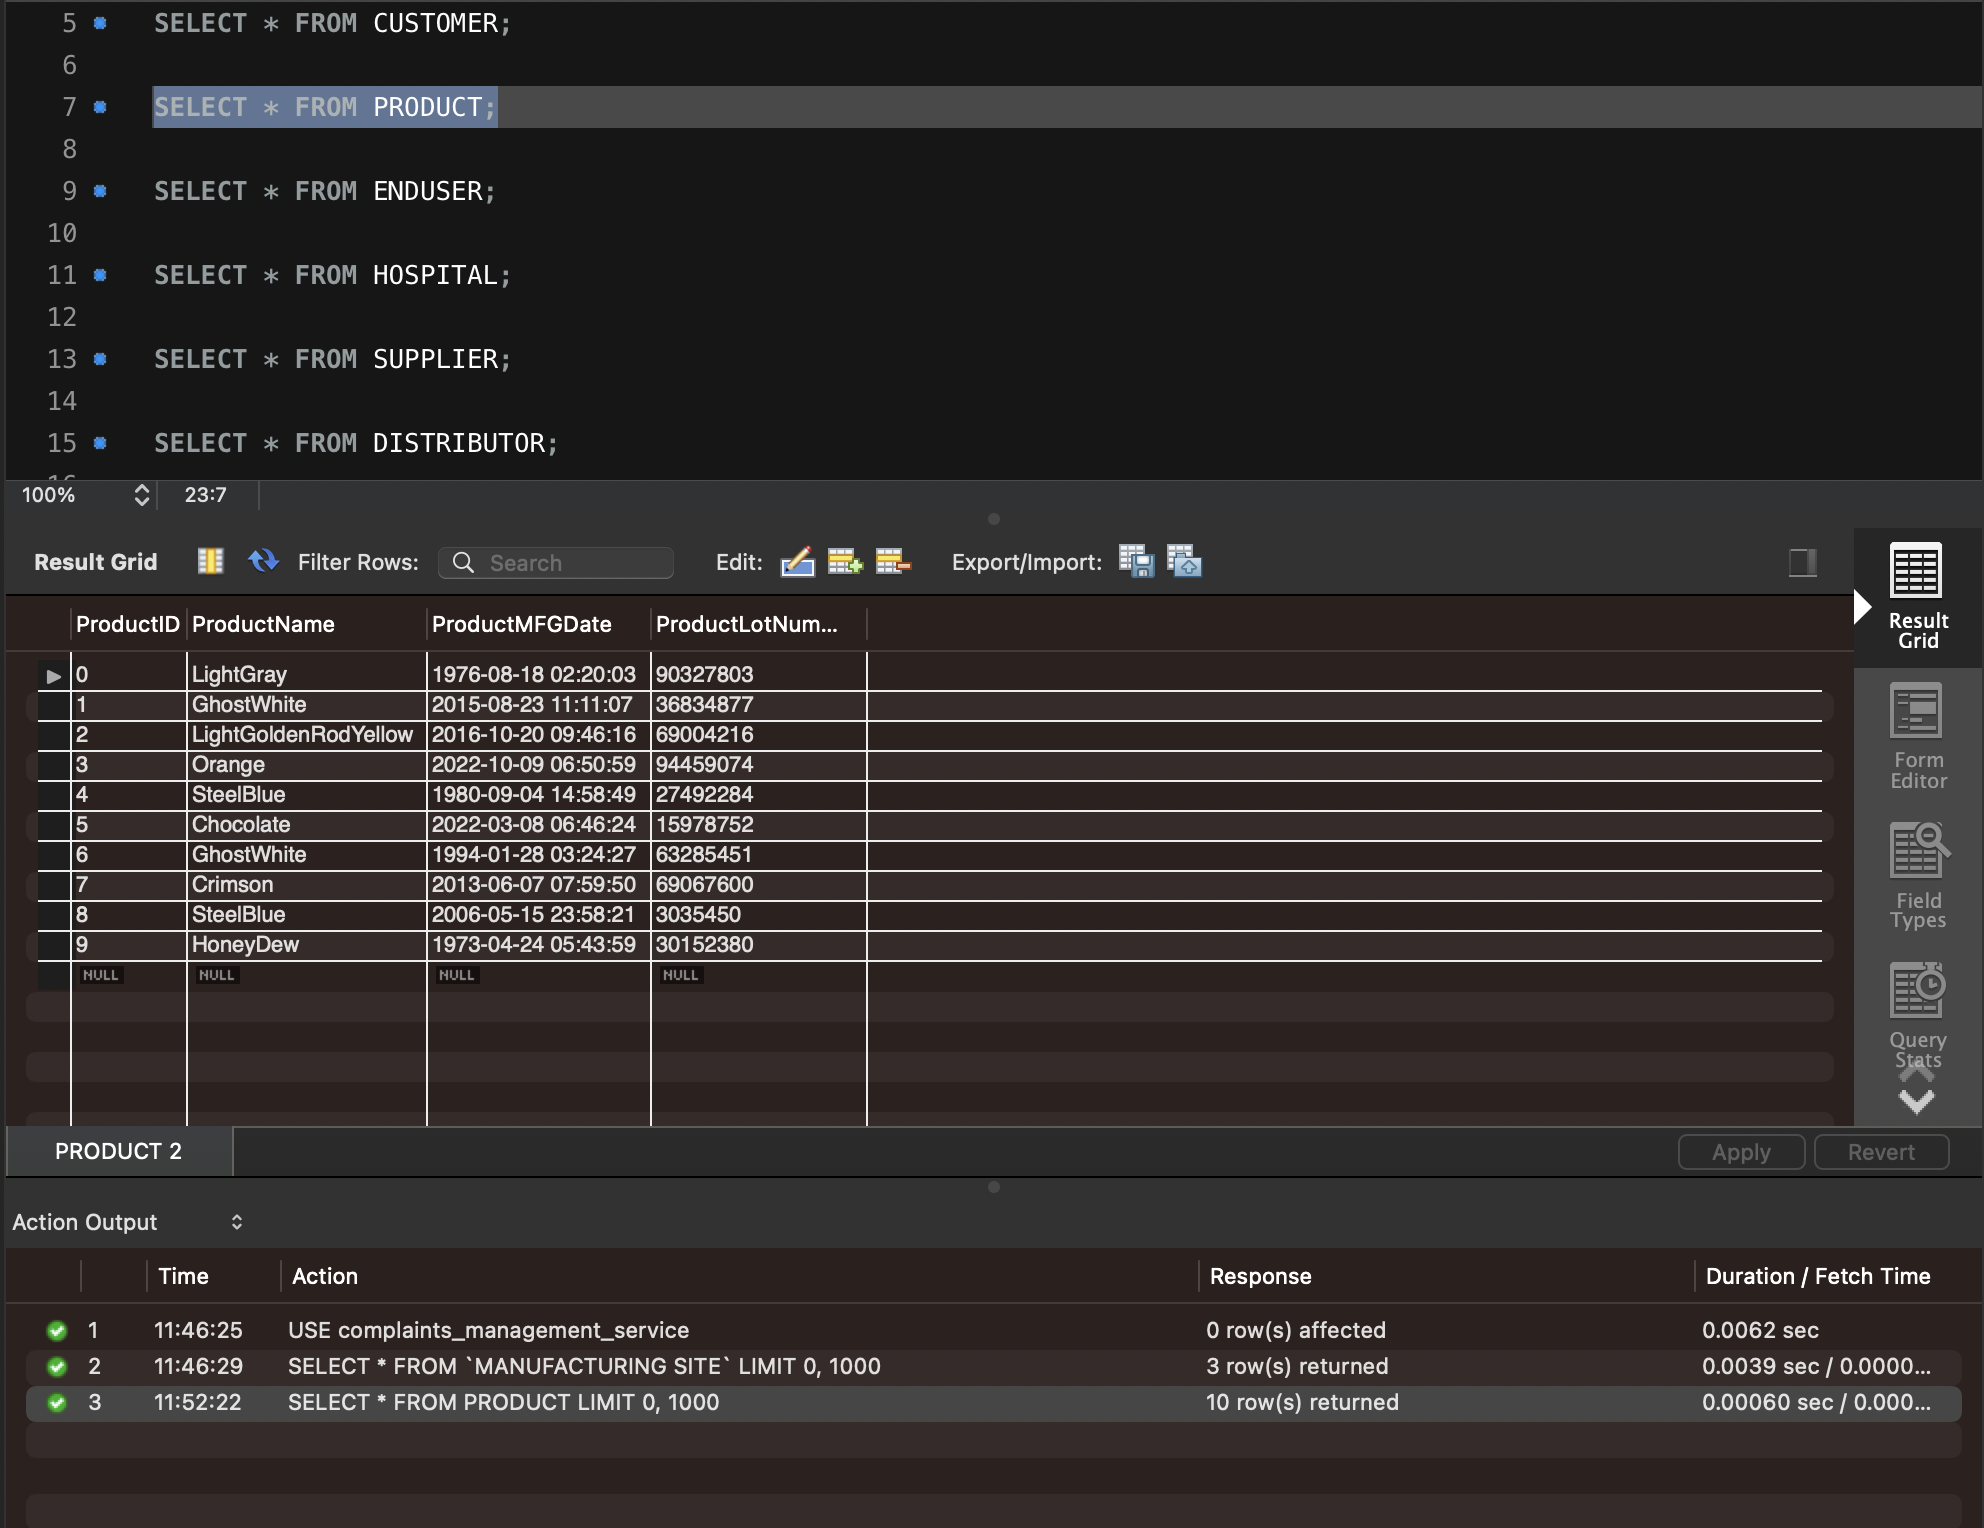 5 SELECT * FROM CUSTOMER;
6
7 SELECT * FROM PRODUCT;
8
9 SELECT * FROM ENDUSER;
10
11 SELECT * FROM HOSPITAL;
12
13 SELECT * FROM SUPPLIER;
14
15 SELECT * FROM DISTRIBUTOR;
100% 23:7
Result Grid Filter Rows: Search Edit: Export/Import:
ProductID ProductName ProductMFGDate ProductLotNum...
0 LightGray 1976-08-18 02:20:03 90327803
1 GhostWhite 2015-08-23 11:11:07 36834877
2 LightGoldenRodYellow 2016-10-20 09:46:16 69004216
3 Orange 2022-10-09 06:50:59 94459074
4 SteelBlue 1980-09-04 14:58:49 27492284
5 Chocolate 2022-03-08 06:46:24 15978752
6 GhostWhite 1994-01-28 03:24:27 63285451
7 Crimson 2013-06-07 07:59:50 69067600
8 SteelBlue 2006-05-15 23:58:21 3035450
9 HoneyDew 1973-04-24 05:43:59 30152380
NULL NULL NULL NULL
Result
Grid
Form
Editor
Field
Types
Query
Stats
PRODUCT 2 Apply Revert
Action Output
Time Action Response Duration / Fetch Time
1 11:46:25 USE complaints_management_service 0 row(s) affected 0.0062 sec
2 11:46:29 SELECT * FROM `MANUFACTURING SITE` LIMIT 0, 1000 3 row(s) returned 0.0039 sec / 0.0000...
3 11:52:22 SELECT * FROM PRODUCT LIMIT 0, 1000 10 row(s) returned 0.00060 sec / 0.000...